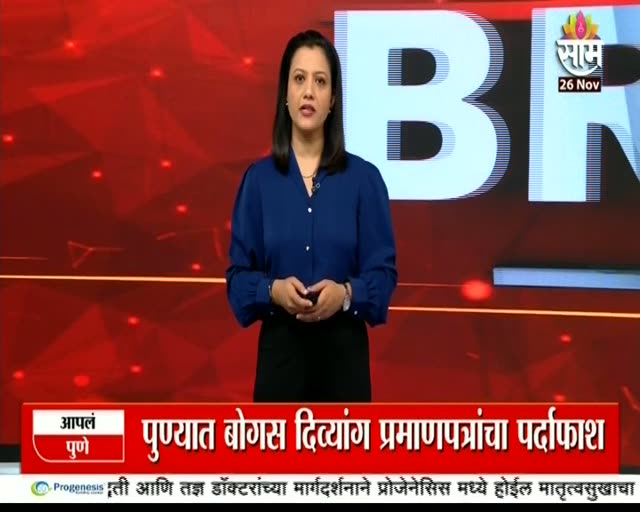 BR
साम
26 Nov
आपलं
पुणे
पुण्यात बोगस दिव्यांग प्रमाणपत्रांचा पर्दाफाश
Progenesis
आणि तज्ञ डॉक्टरांच्या मार्गदर्शनाने प्रोजेनेसिस मध्ये होईल मातृत्वसुखाचा